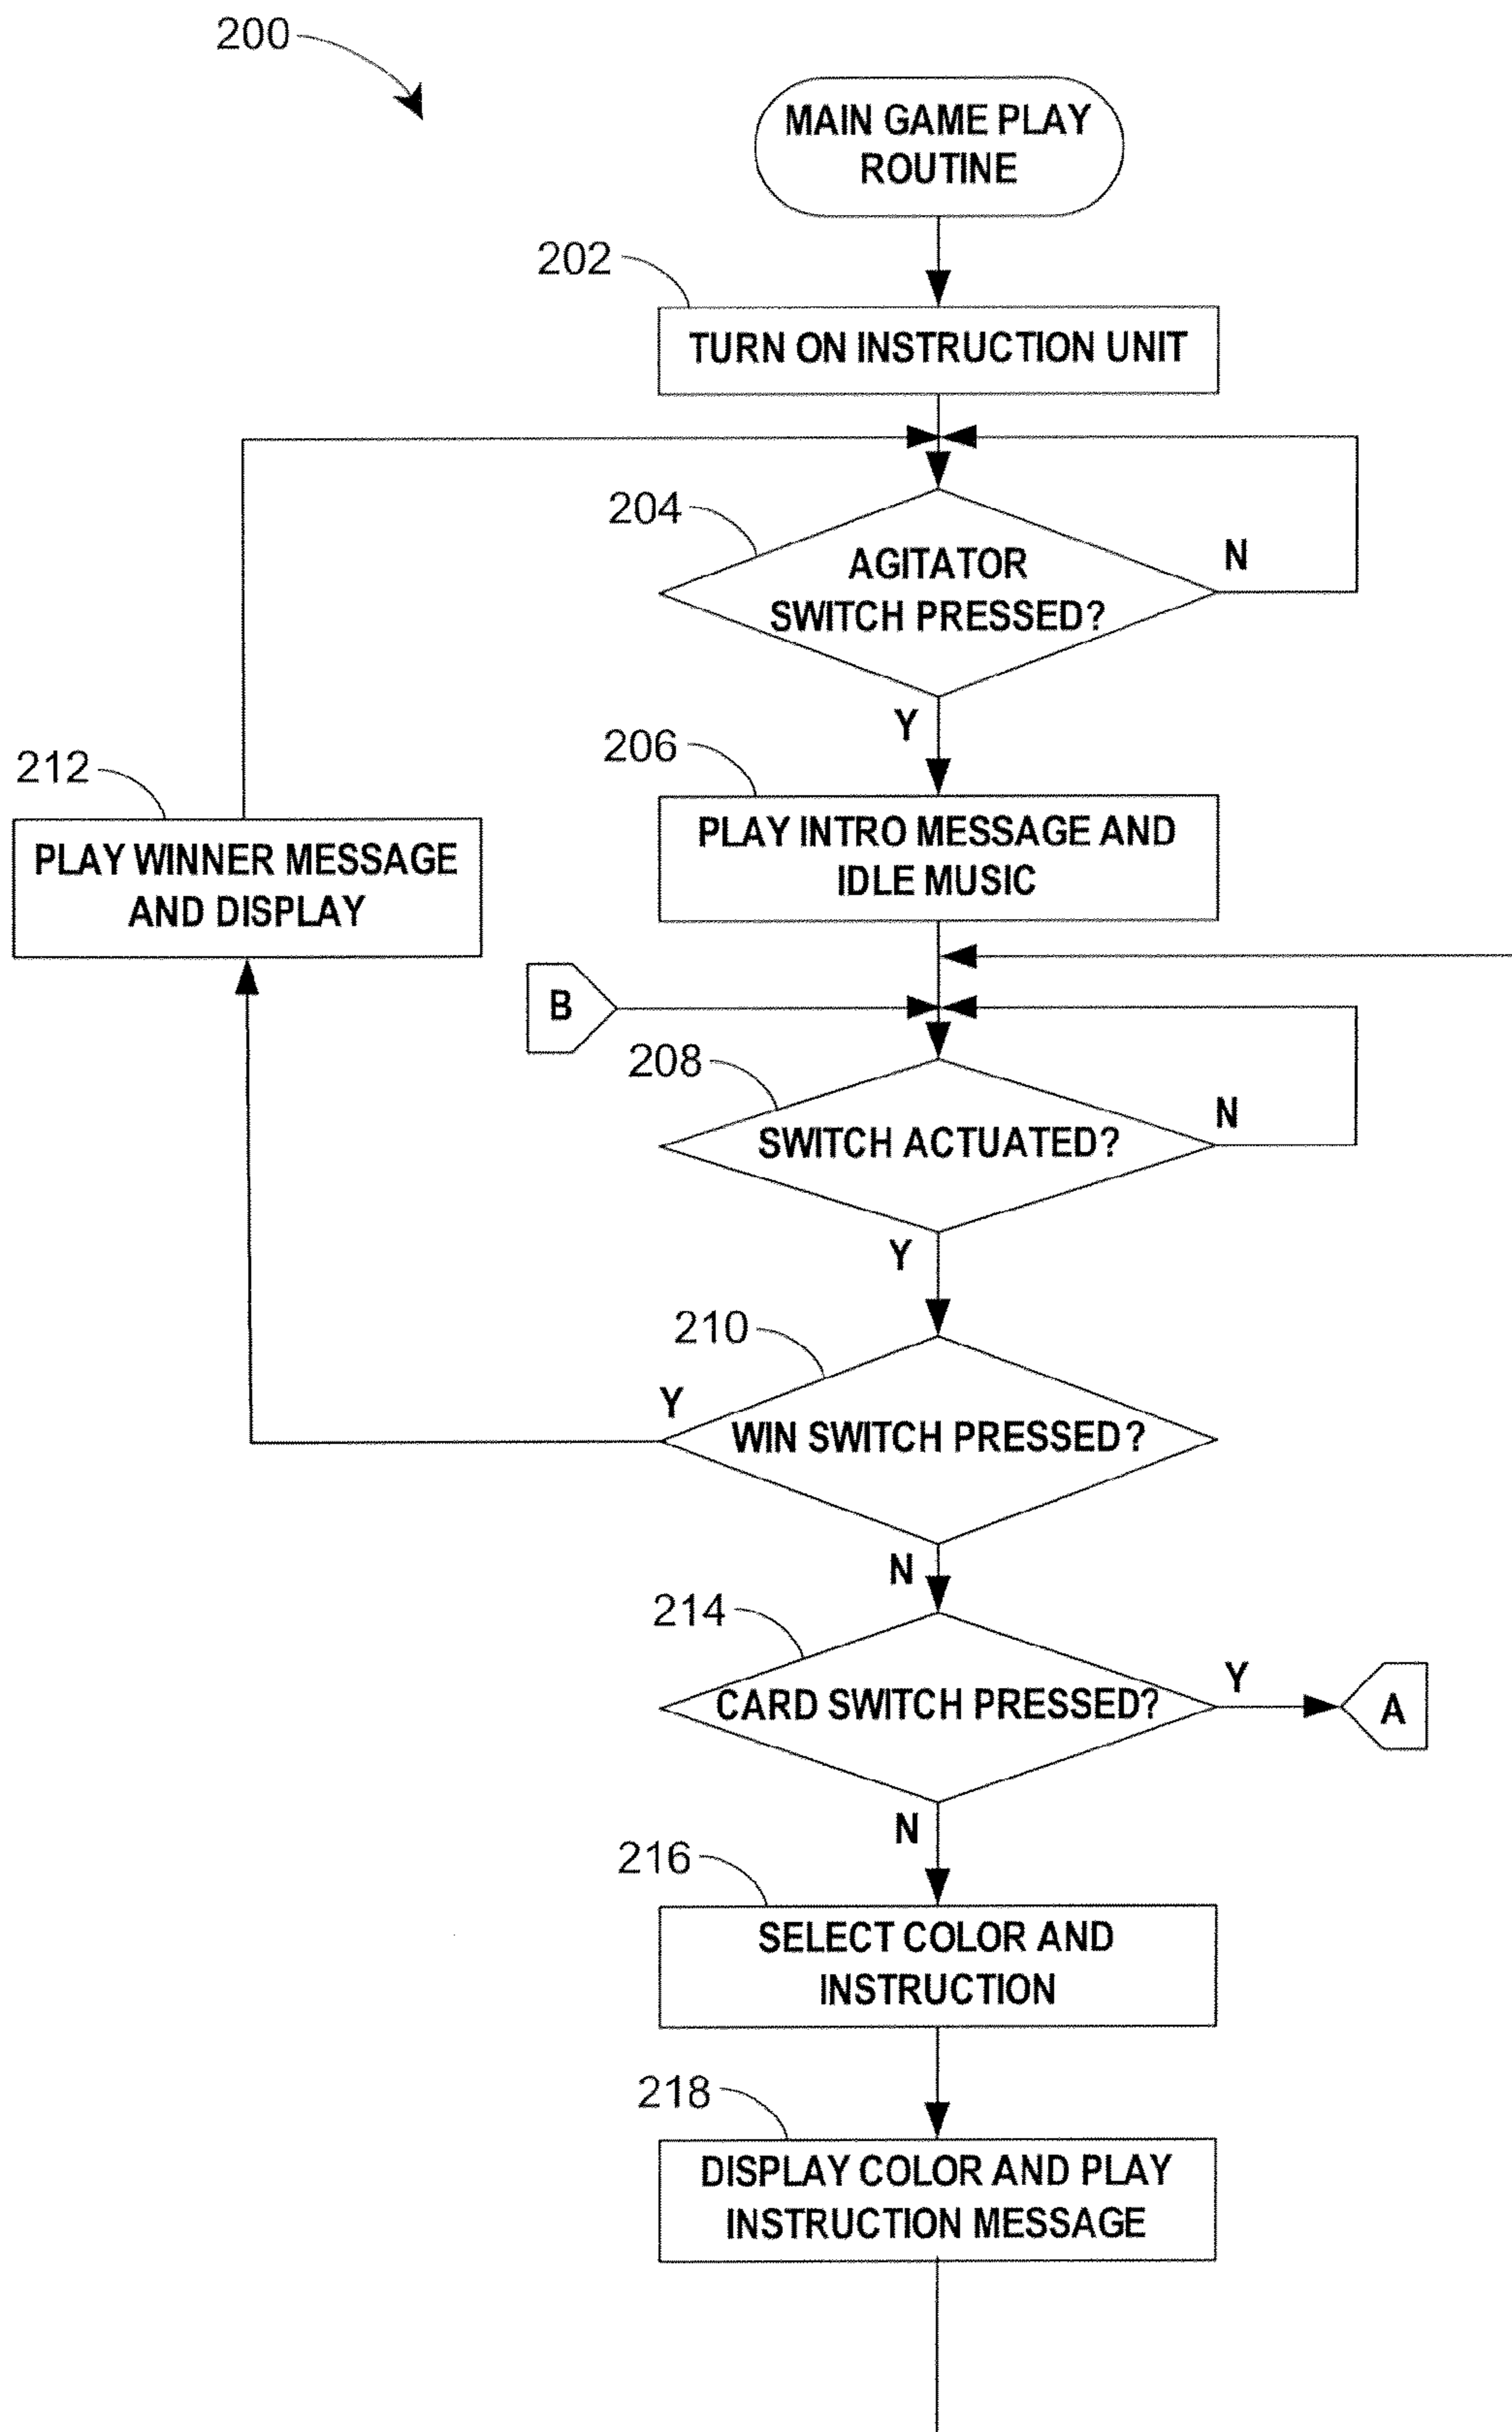 200
MAIN GAME PLAY
ROUTINE
202
TURN ON INSTRUCTION UNIT
204
AGITATOR
SWITCH PRESSED?
N
Y
206
PLAY INTRO MESSAGE AND
IDLE MUSIC
212
PLAY WINNER MESSAGE
AND DISPLAY
B
208
SWITCH ACTUATED?
N
Y
210
Y
WIN SWITCH PRESSED?
N
214
CARD SWITCH PRESSED?
Y
A
N
216
SELECT COLOR AND
INSTRUCTION
218
DISPLAY COLOR AND PLAY
INSTRUCTION MESSAGE